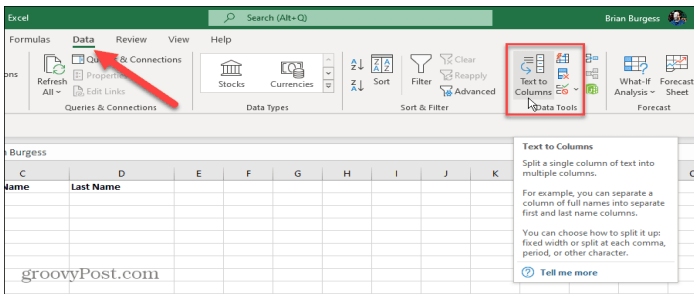 Excel
Search (Alt+Q)
Brian Burgess
Formulas Data Review View Help
ons
Refresh
All
Queries & Connections
Properties
Edit Links
Queries & Connections
Stocks
Currencies
Data Types
Sort
Filter
Clear
Reapply
Advanced
Sort & Filter
Text to
Columns
Data Tools
What-If
Analysis
Forecast
Sheet
Forecast
Burgess
C D E F G H I J K
Name Last Name
Text to Columns
Split a single column of text into
multiple columns.
For example, you can separate a
column of full names into separate
first and last name columns.
You can choose how to split it up:
fixed width or split at each comma,
period, or other character.
Tell me more
groovyPost.com